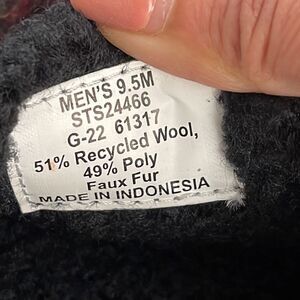 MEN'S 9.5M
STS24466
G-22 61317
51% Recycled Wool,
49% Poly
Faux Fur
MADE IN INDONESIA